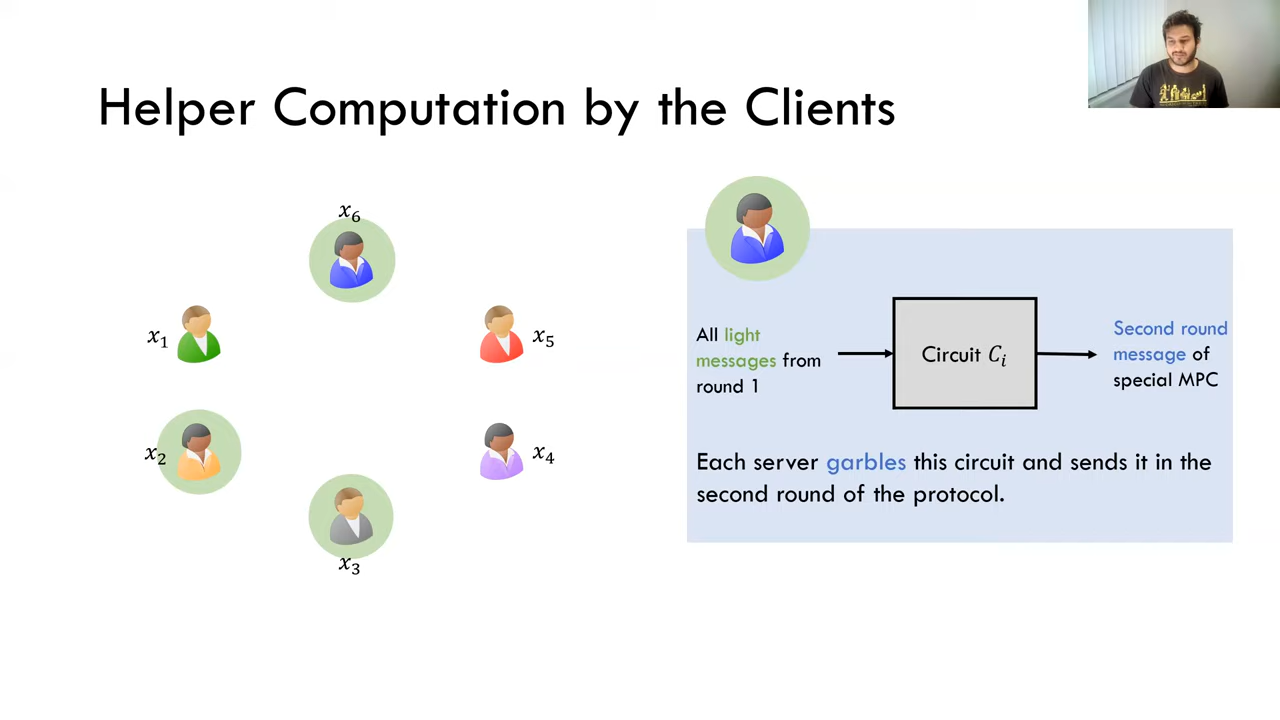 Helper Computation by the Clients
x₆
x₁
x₅
x₂
x₄
x₃
All light
messages from
round 1
Circuit Cᵢ
Second round
message of
special MPC
Each server garbles this circuit and sends it in the
second round of the protocol.